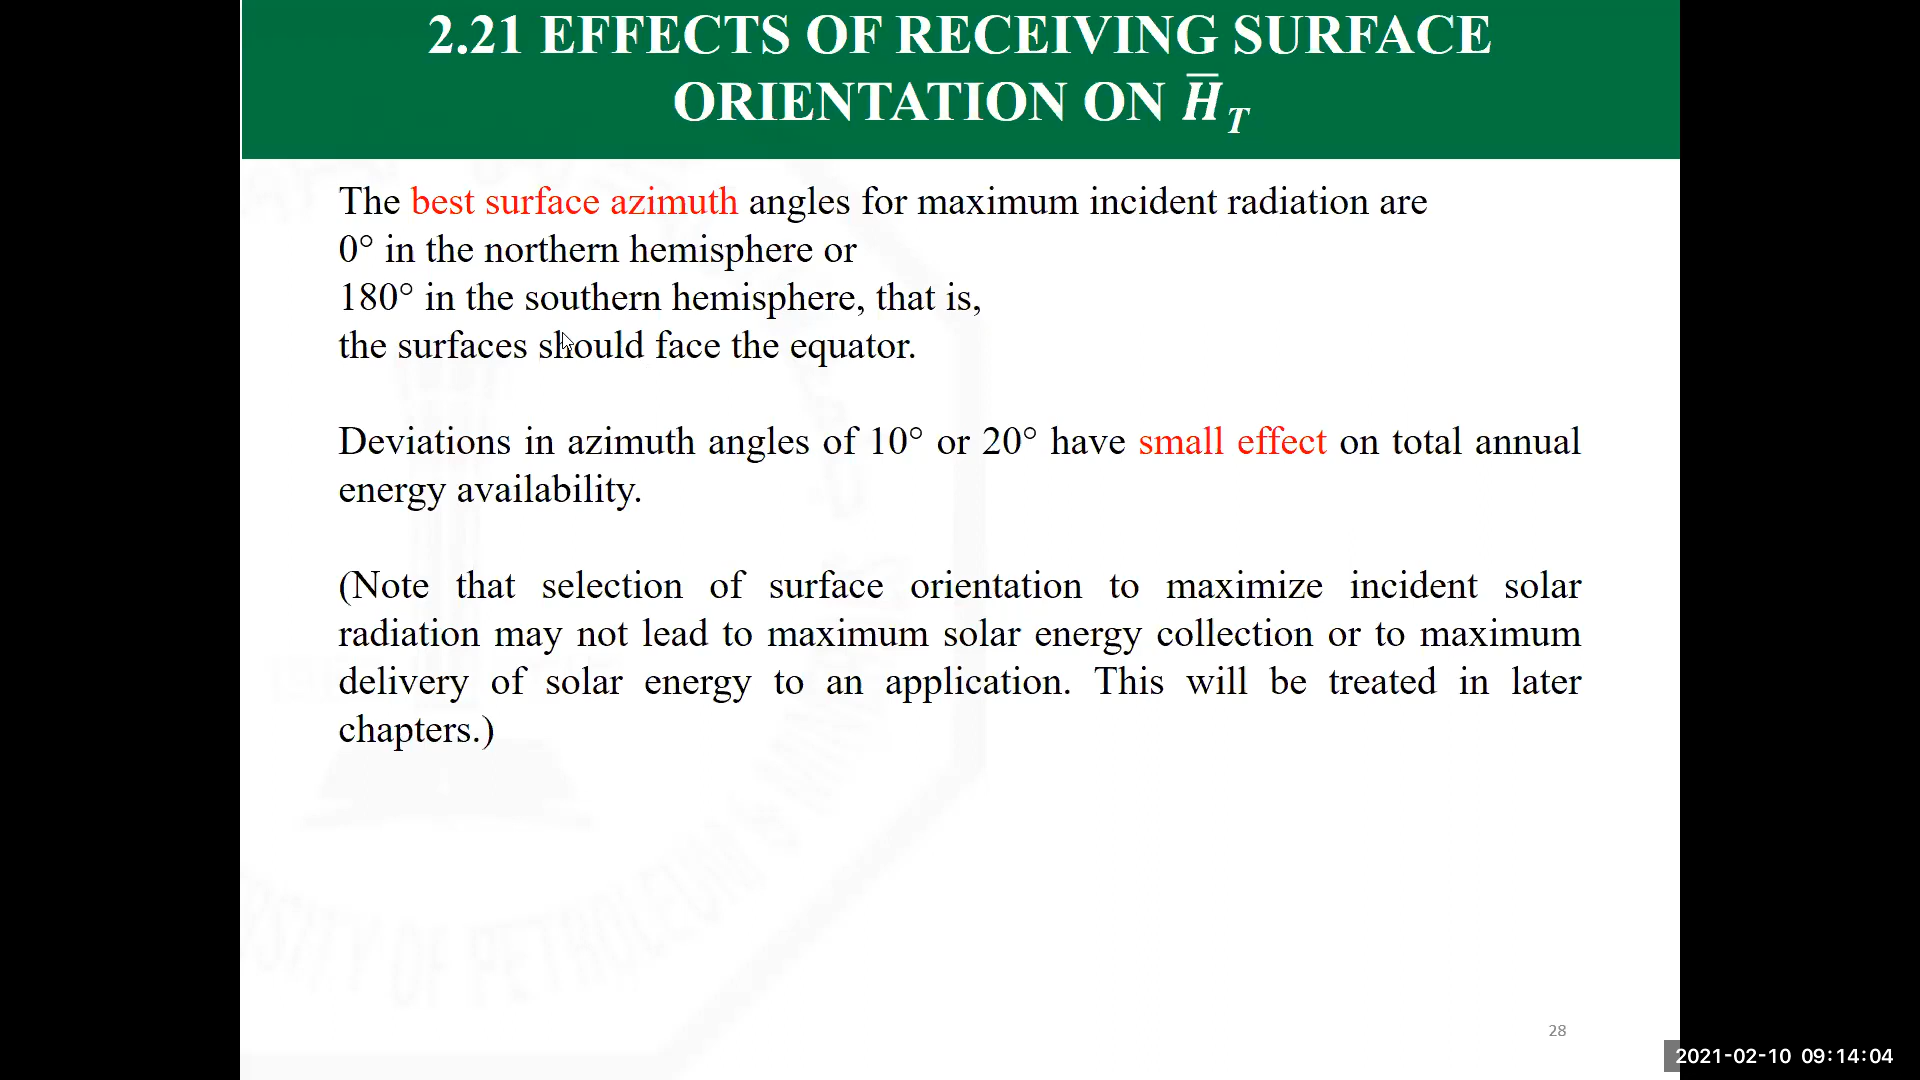 2.21 EFFECTS OF RECEIVING SURFACE
ORIENTATION ON H̅_T
The best surface azimuth angles for maximum incident radiation are
0° in the northern hemisphere or
180° in the southern hemisphere, that is,
the surfaces should face the equator.
Deviations in azimuth angles of 10° or 20° have small effect on total annual
energy availability.
(Note that selection of surface orientation to maximize incident solar
radiation may not lead to maximum solar energy collection or to maximum
delivery of solar energy to an application. This will be treated in later
chapters.)
OF PETROLEUM &
28
2021-02-10 09:14:04